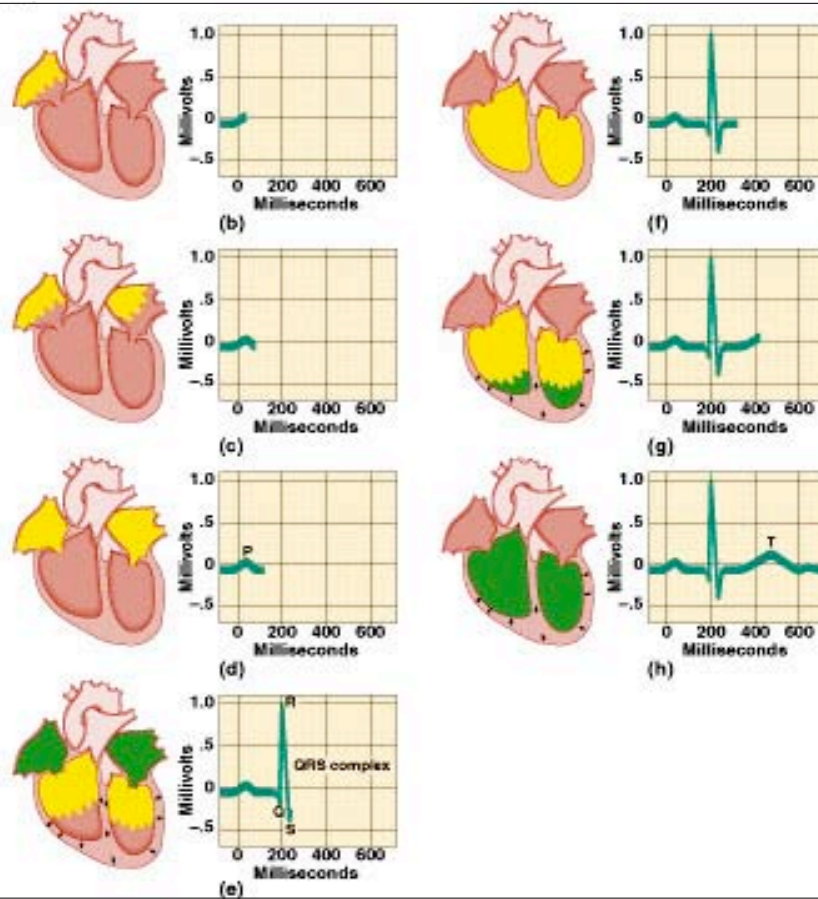 1.0
.5
0
–.5
Millivolts
0 200 400 600
Milliseconds
(b)
1.0
.5
0
–.5
Millivolts
0 200 400 600
Milliseconds
(c)
1.0
.5
0
–.5
Millivolts
P
0 200 400 600
Milliseconds
(d)
1.0
.5
0
–.5
Millivolts
R
QRS complex
Q
S
0 200 400 600
Milliseconds
(e)
1.0
.5
0
–.5
Millivolts
0 200 400 600
Milliseconds
(f)
1.0
.5
0
–.5
Millivolts
0 200 400 600
Milliseconds
(g)
1.0
.5
0
–.5
Millivolts
T
0 200 400 600
Milliseconds
(h)